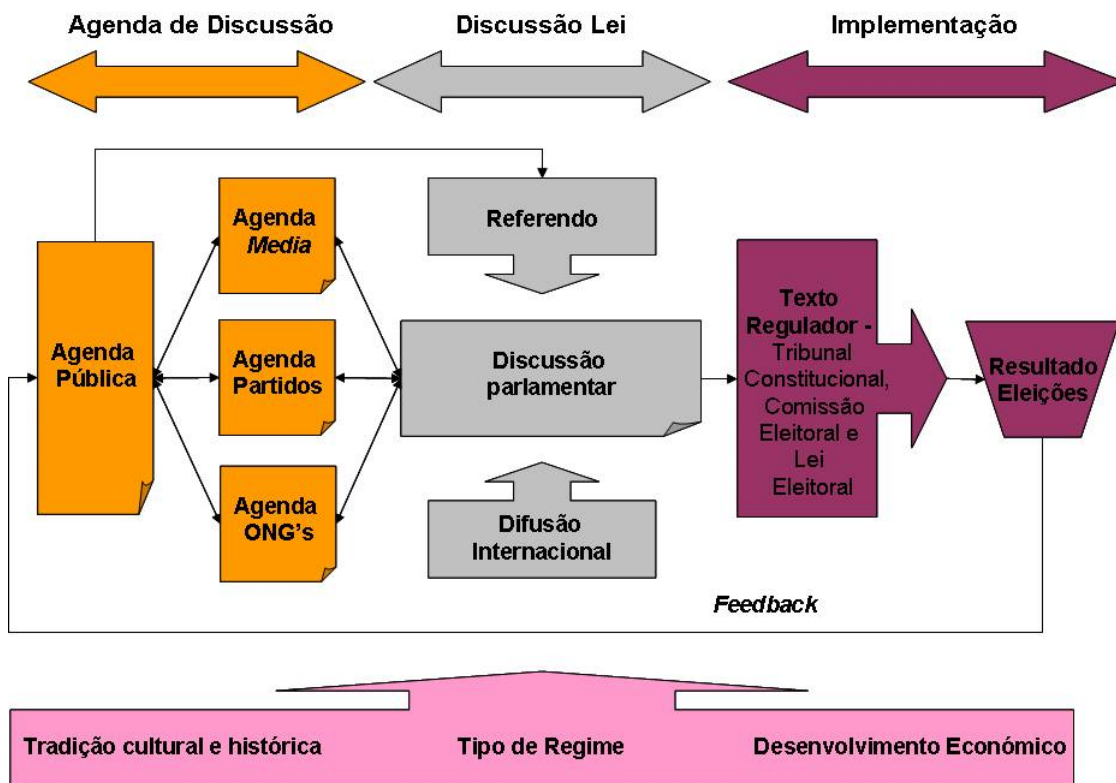 Agenda de Discussão
Discussão Lei
Implementação
Agenda
Pública
Agenda
Media
Agenda
Partidos
Agenda
ONG's
Referendo
Discussão
parlamentar
Difusão
Internacional
Texto
Regulador -
Tribunal
Constitucional,
Comissão
Eleitoral e
Lei
Eleitoral
Resultado
Eleições
Feedback
Tradição cultural e histórica
Tipo de Regime
Desenvolvimento Económico